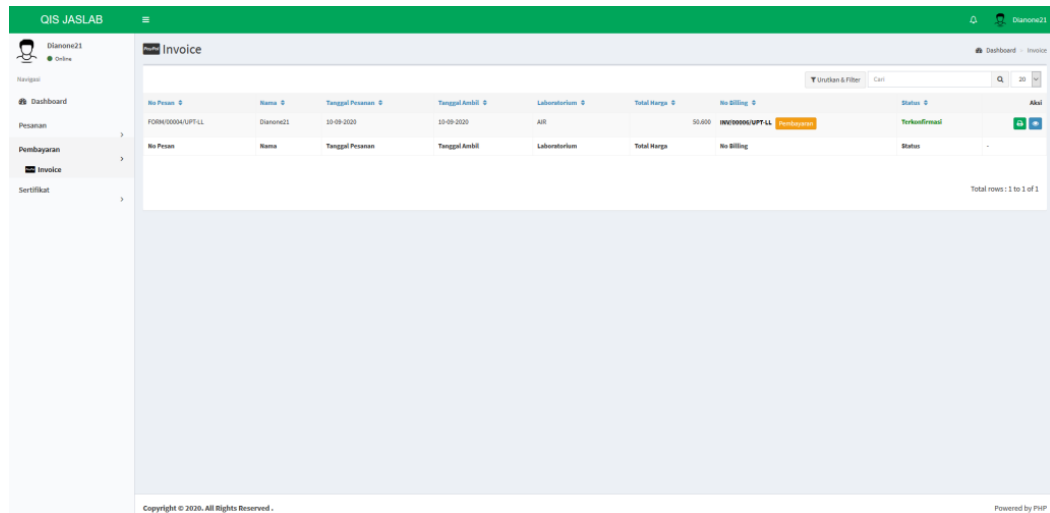 QIS JASLAB
Dianone21
Dianone21
Online
Invoice
Dashboard - Invoice
Navigasi
Dashboard
Pesanan
Pembayaran
Invoice
Sertifikat
Urutkan & Filter Cari 20
No Pesan Nama Tanggal Pesanan Tanggal Ambil Laboratorium Total Harga No Billing Status Aksi
FORM/00004/UPT-LL Dianone21 10-09-2020 10-09-2020 AIR 50,600 INV/00006/UPT-LL Pembayaran Terkonfirmasi
No Pesan Nama Tanggal Pesanan Tanggal Ambil Laboratorium Total Harga No Billing Status -
Total rows : 1 to 1 of 1
Copyright © 2020. All Rights Reserved .
Powered by PHP